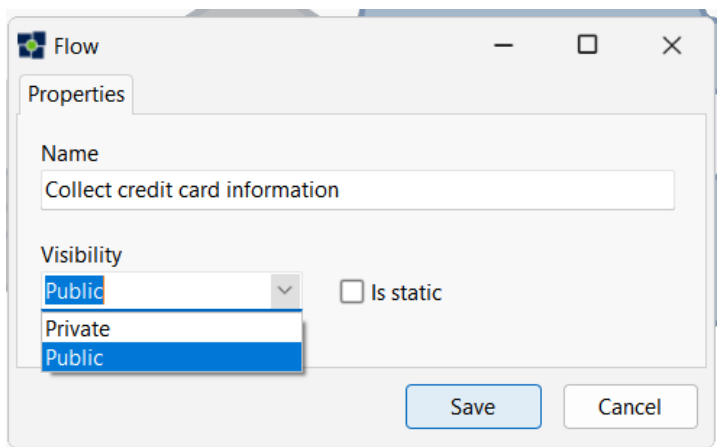 Flow
Properties
Name
Collect credit card information
Visibility
Public
Is static
Private
Public
Save
Cancel